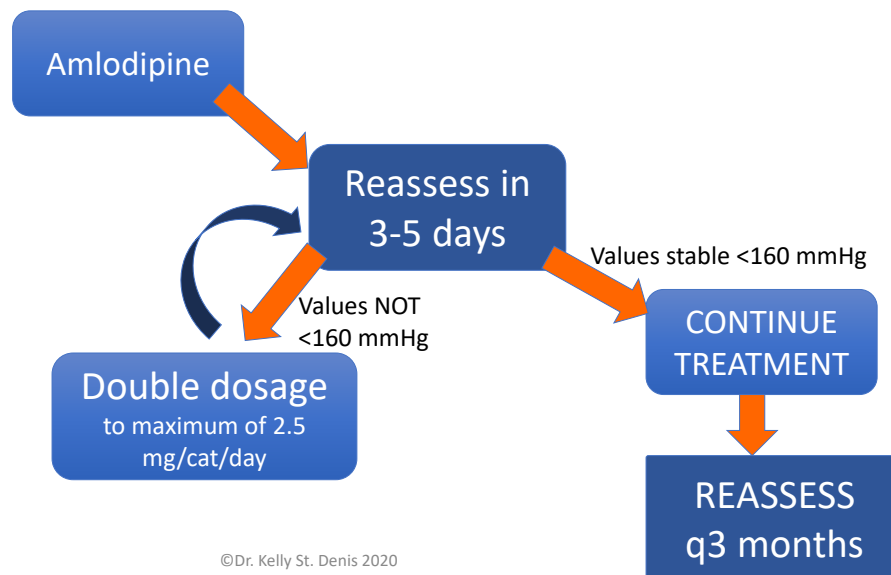 Amlodipine
Reassess in
3-5 days
Values stable <160 mmHg
Values NOT
<160 mmHg
CONTINUE
TREATMENT
Double dosage
to maximum of 2.5
mg/cat/day
REASSESS
q3 months
©Dr. Kelly St. Denis 2020